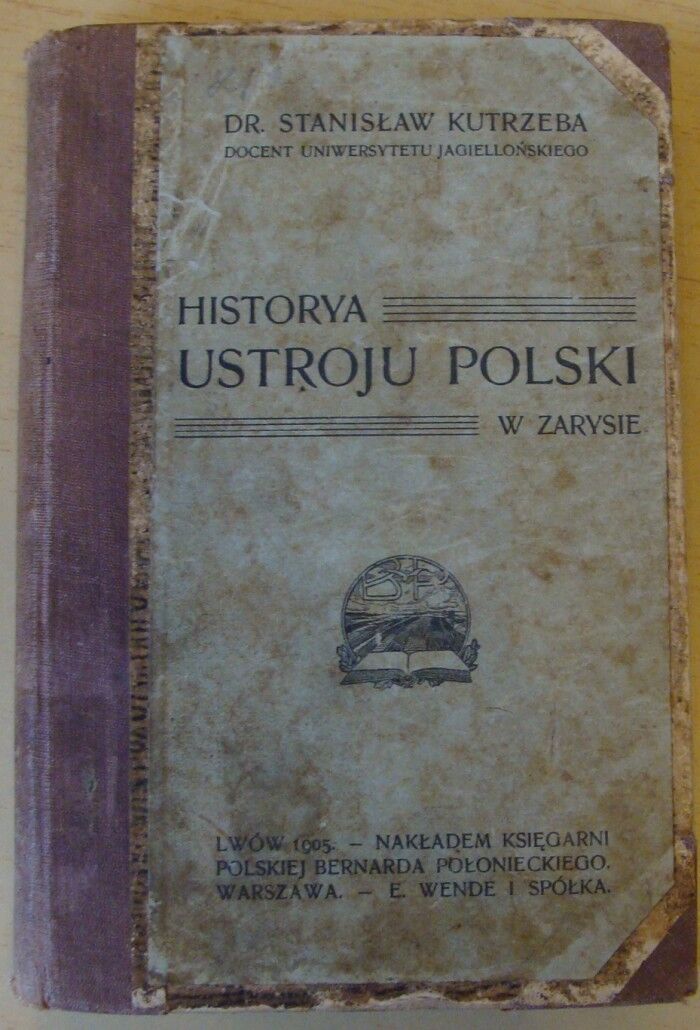 DR. STANISŁAW KUTRZEBA
DOCENT UNIWERSYTETU JAGIELLOŃSKIEGO
HISTORYA
USTROJU POLSKI
W ZARYSIE
LWÓW 1905. — NAKŁADEM KSIĘGARNI
POLSKIEJ BERNARDA POŁONIECKIEGO.
WARSZAWA. — E. WENDE I SPÓŁKA.